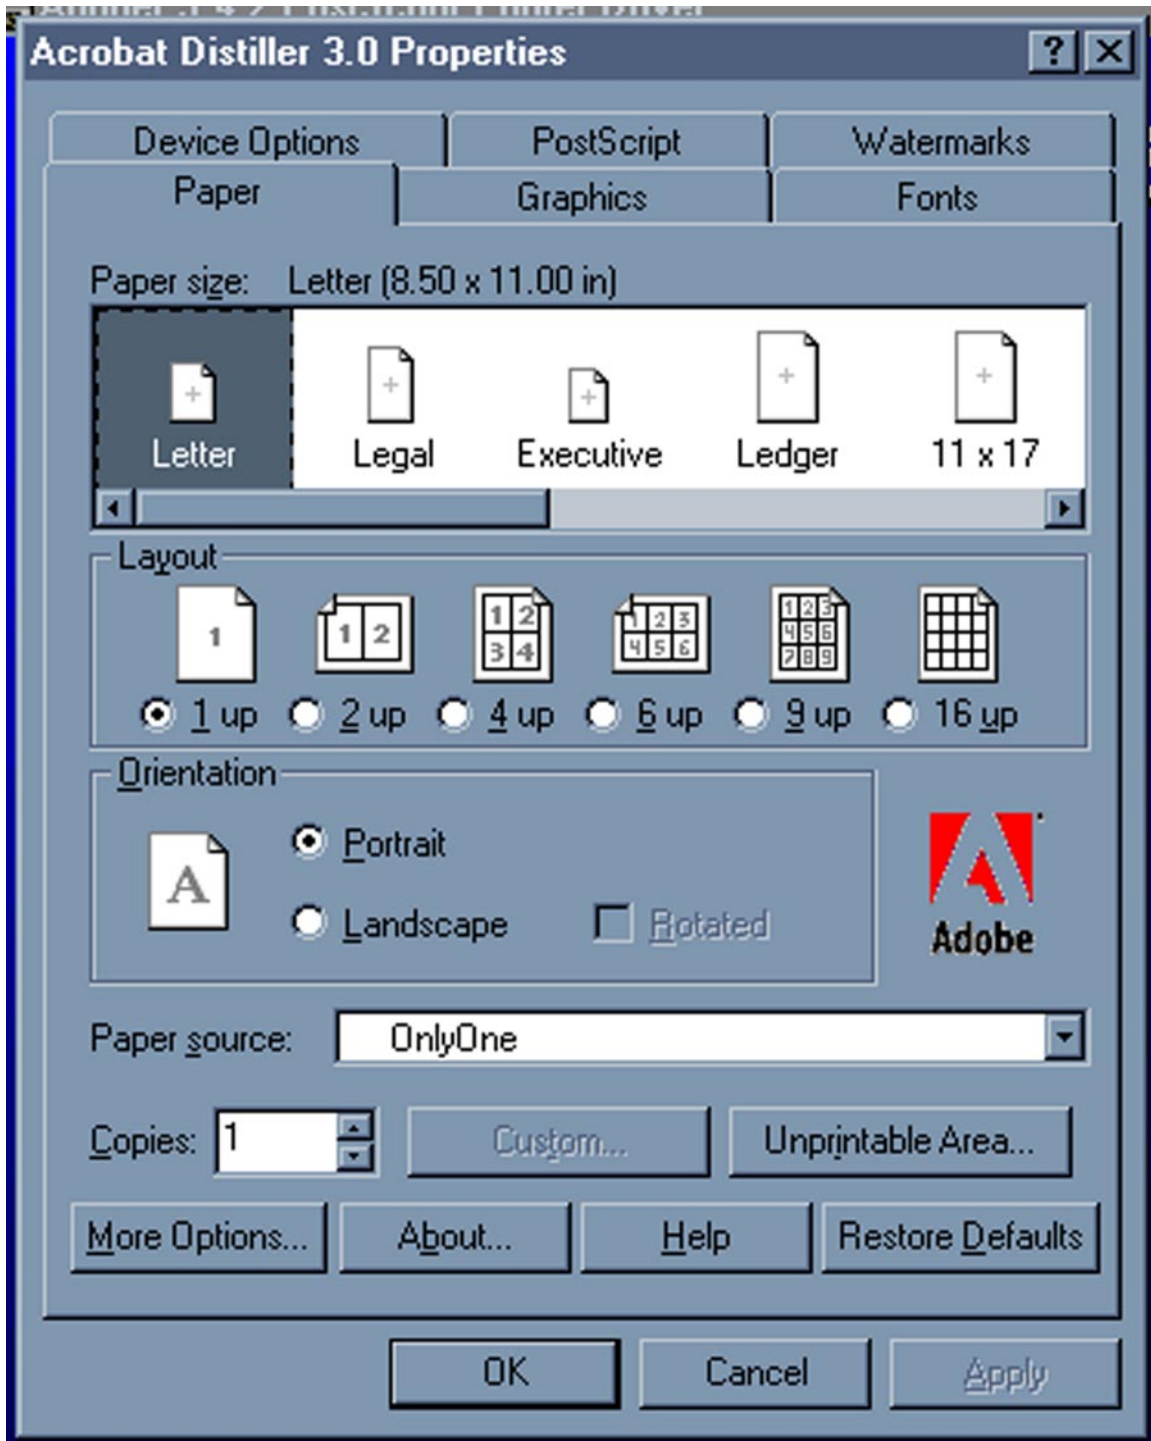 Acrobat Distiller 3.0 Properties ?
Device Options PostScript Watermarks
Paper Graphics Fonts
Paper size: Letter (8.50 x 11.00 in)
Letter Legal Executive Ledger 11 x 17
Layout
1 1 2 1 2 3 4 1 2 3 4 5 6 1 2 3 4 5 6 7 8 9
1 up 2 up 4 up 6 up 9 up 16 up
Orientation
Portrait
A
Landscape Rotated
Adobe
Paper source: OnlyOne
Copies: 1 Custom... Unprintable Area...
More Options... About... Help Restore Defaults
OK Cancel Apply